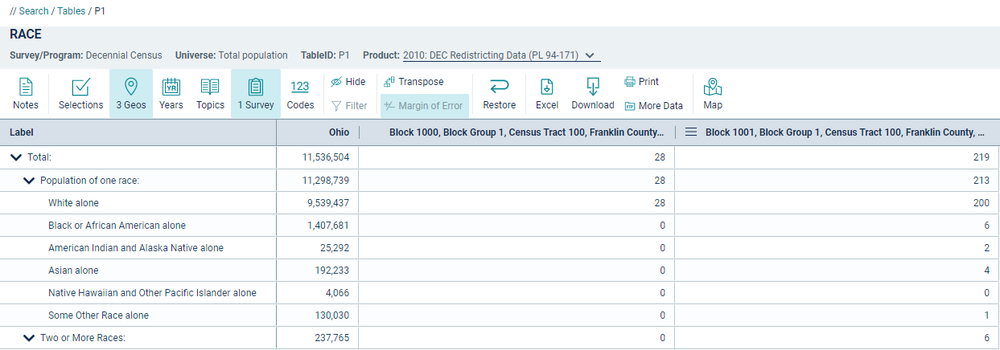 // Search / Tables / P1
RACE
Survey/Program: Decennial Census Universe: Total population TableID: P1 Product: 2010: DEC Redistricting Data (PL 94-171)
Notes Selections 3 Geos YR Years Topics 1 Survey 123 Codes Hide Filter Transpose +/- Margin of Error Restore Excel Download Print FTP More Data Map
Label Ohio Block 1000, Block Group 1, Census Tract 100, Franklin County... Block 1001, Block Group 1, Census Tract 100, Franklin County, ...
Total: 11,536,504 28 219
Population of one race: 11,298,739 28 213
White alone 9,539,437 28 200
Black or African American alone 1,407,681 0 6
American Indian and Alaska Native alone 25,292 0 2
Asian alone 192,233 0 4
Native Hawaiian and Other Pacific Islander alone 4,066 0 0
Some Other Race alone 130,030 0 1
Two or More Races: 237,765 0 6